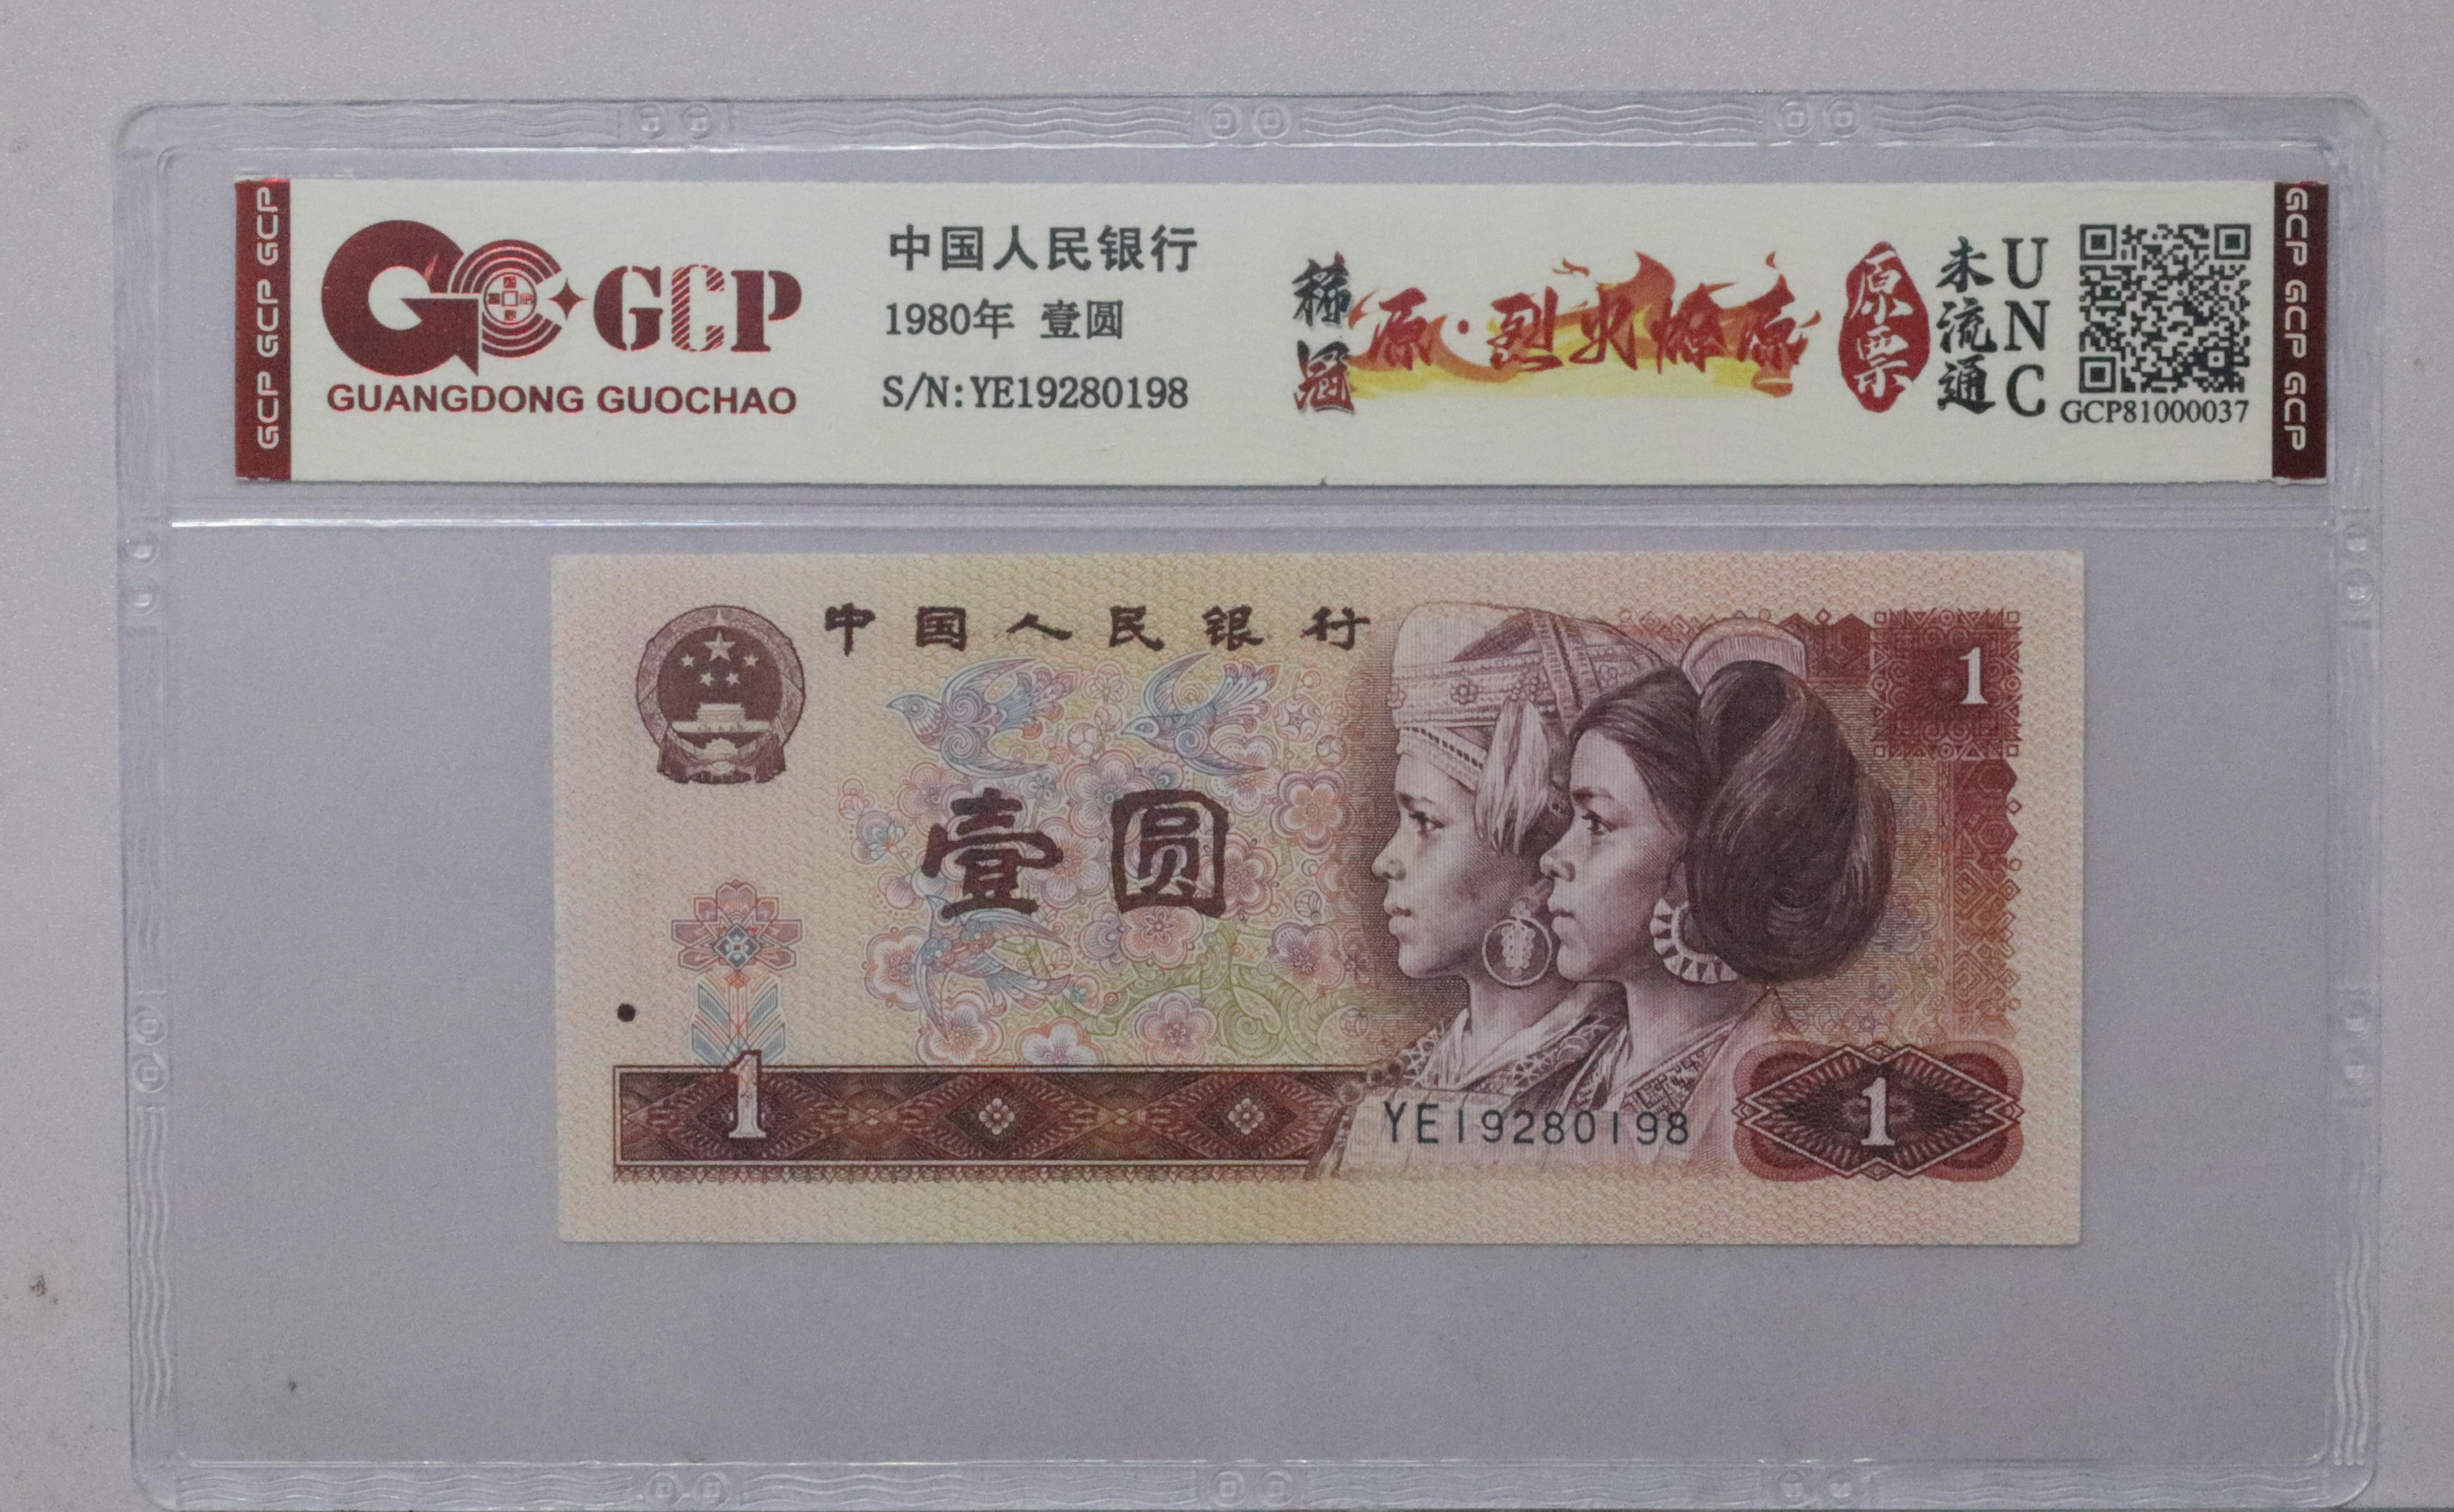 GCP GCP GCP
GCP
GUANGDONG GUOCHAO
中国人民银行
1980年 壹圆
S/N:YE19280198
稀冠
原·烈火燎原
原票
未流通
UNC
GCP81000037
GCP GCP GCP
中国人民银行
1
壹圆
1
YE19280198
1